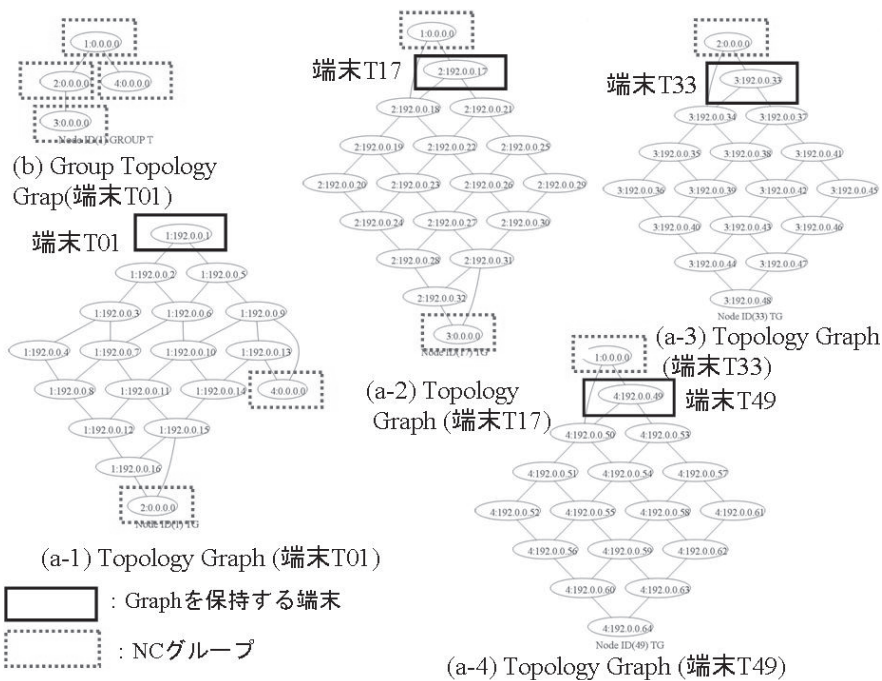 1:0.0.0.0
2:0.0.0.0 4:0.0.0.0
3:0.0.0.0
Node ID(1) GROUP T
(b) Group Topology
Grap(端末T01)
端末T01
1:192.0.0.1
1:192.0.0.2 1:192.0.0.5
1:192.0.0.3 1:192.0.0.6 1:192.0.0.9
1:192.0.0.4 1:192.0.0.7 1:192.0.0.10 1:192.0.0.13
1:192.0.0.8 1:192.0.0.11 1:192.0.0.14 4:0.0.0.0
1:192.0.0.12 1:192.0.0.15
1:192.0.0.16
2:0.0.0.0
Node ID(1) TG
(a-1) Topology Graph (端末T01)
1:0.0.0.0
端末T17
2:192.0.0.17
2:192.0.0.18 2:192.0.0.21
2:192.0.0.19 2:192.0.0.22 2:192.0.0.25
2:192.0.0.20 2:192.0.0.23 2:192.0.0.26 2:192.0.0.29
2:192.0.0.24 2:192.0.0.27 2:192.0.0.30
2:192.0.0.28 2:192.0.0.31
2:192.0.0.32
3:0.0.0.0
Node ID(17) TG
(a-2) Topology
Graph (端末T17)
2:0.0.0.0
端末T33
3:192.0.0.33
3:192.0.0.34 3:192.0.0.37
3:192.0.0.35 3:192.0.0.38 3:192.0.0.41
3:192.0.0.36 3:192.0.0.39 3:192.0.0.42 3:192.0.0.45
3:192.0.0.40 3:192.0.0.43 3:192.0.0.46
3:192.0.0.44 3:192.0.0.47
3:192.0.0.48
Node ID(33) TG
(a-3) Topology Graph
(端末T33)
1:0.0.0.0
4:192.0.0.49
端末T49
4:192.0.0.50 4:192.0.0.53
4:192.0.0.51 4:192.0.0.54 4:192.0.0.57
4:192.0.0.52 4:192.0.0.55 4:192.0.0.58 4:192.0.0.61
4:192.0.0.56 4:192.0.0.59 4:192.0.0.62
4:192.0.0.60 4:192.0.0.63
4:192.0.0.64
Node ID(49) TG
(a-4) Topology Graph (端末T49)
: Graphを保持する端末
: NCグループ